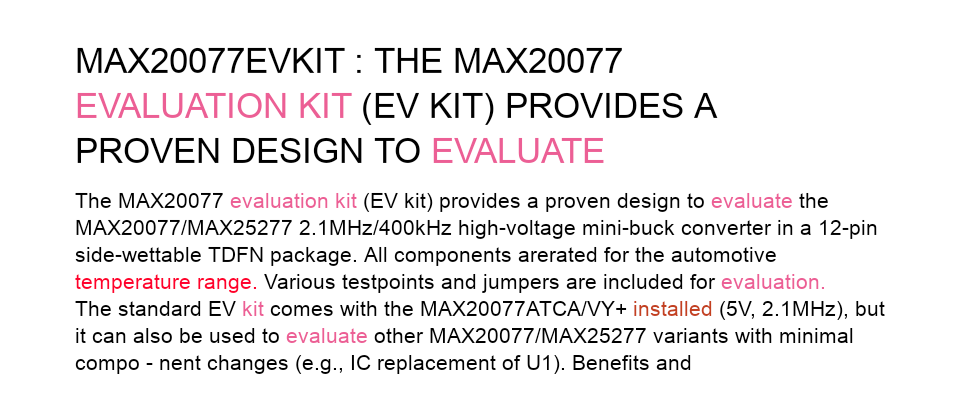 MAX20077EVKIT : THE MAX20077
EVALUATION KIT (EV KIT) PROVIDES A
PROVEN DESIGN TO EVALUATE
The MAX20077 evaluation kit (EV kit) provides a proven design to evaluate the
MAX20077/MAX25277 2.1MHz/400kHz high-voltage mini-buck converter in a 12-pin
side-wettable TDFN package. All components arerated for the automotive
temperature range. Various testpoints and jumpers are included for evaluation.
The standard EV kit comes with the MAX20077ATCA/VY+ installed (5V, 2.1MHz), but
it can also be used to evaluate other MAX20077/MAX25277 variants with minimal
compo - nent changes (e.g., IC replacement of U1). Benefits and